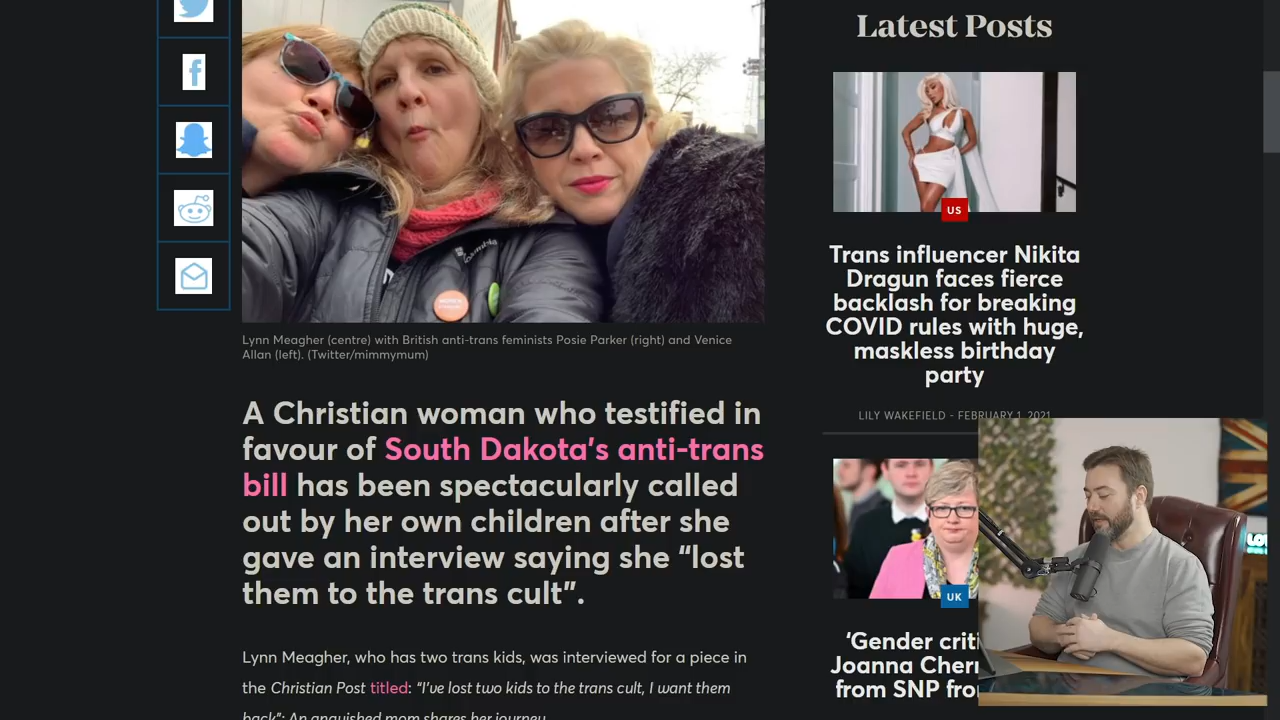 Lynn Meagher (centre) with British anti-trans feminists Posie Parker (right) and Venice
Allan (left). (Twitter/mimmymum)
A Christian woman who testified in
favour of South Dakota's anti-trans
bill has been spectacularly called
out by her own children after she
gave an interview saying she “lost
them to the trans cult”.
Lynn Meagher, who has two trans kids, was interviewed for a piece in
the Christian Post titled: “I've lost two kids to the trans cult, I want them
back”: An anguished mom shares her journey.
Latest Posts
US
Trans influencer Nikita
Dragun faces fierce
backlash for breaking
COVID rules with huge,
maskless birthday
party
LILY WAKEFIELD - FEBRUARY 1, 2021
UK
‘Gender criti
Joanna Cherr
from SNP fro